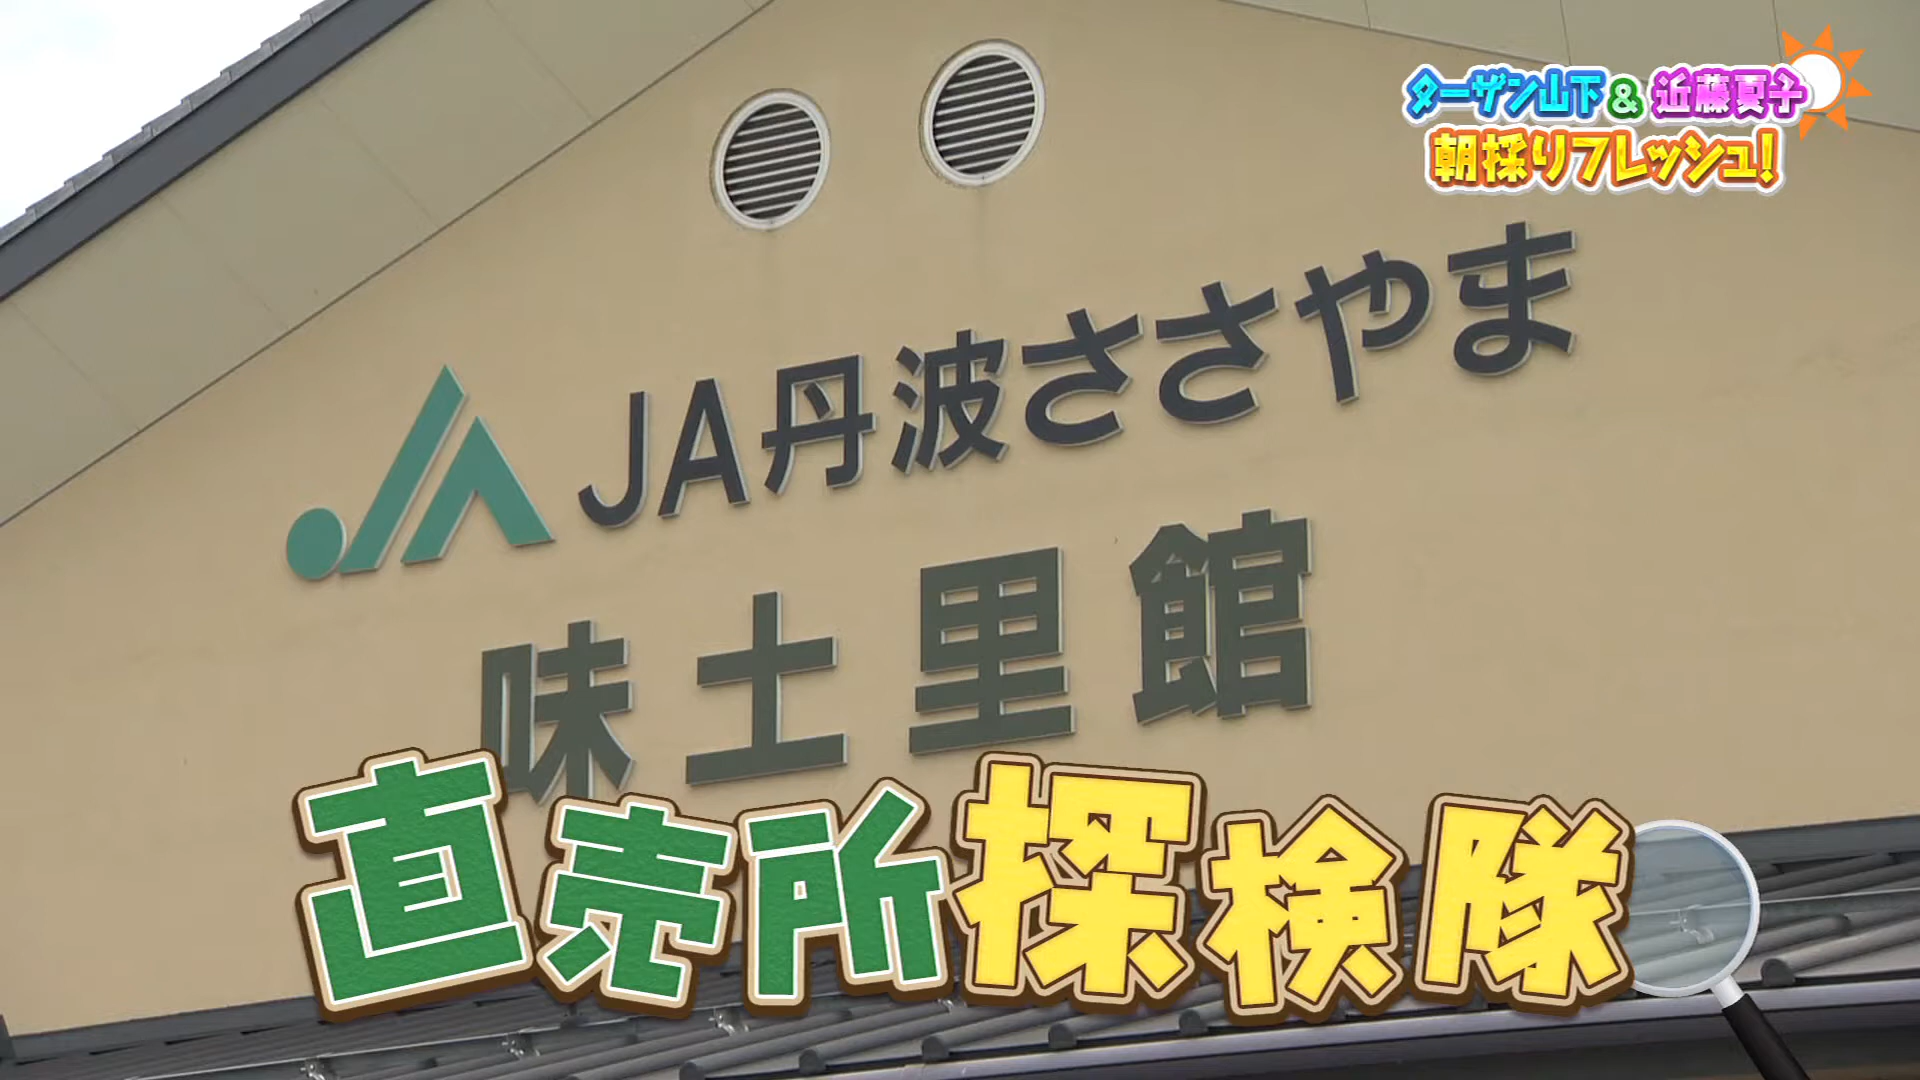 ターザン山下&近藤夏子
朝採りフレッシュ!
JA丹波ささやま
味土里館
直売所探検隊